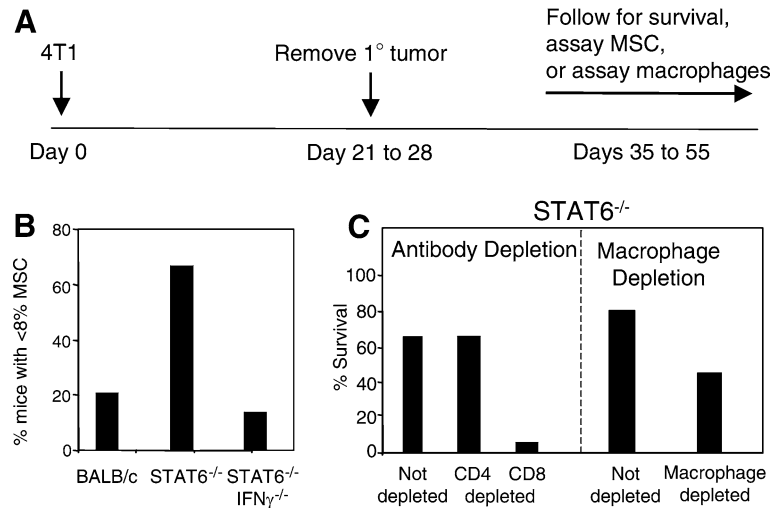 A
4T1
Remove 1° tumor
Follow for survival,
assay MSC,
or assay macrophages
Day 0
Day 21 to 28
Days 35 to 55
B
% mice with <8% MSC
80
60
40
20
0
BALB/c
STAT6-/-
STAT6-/-
IFNγ-/-
C
STAT6-/-
Antibody Depletion
Macrophage
Depletion
% Survival
100
80
60
40
20
0
Not
depleted
CD4
CD8
depleted
Not
depleted
Macrophage
depleted